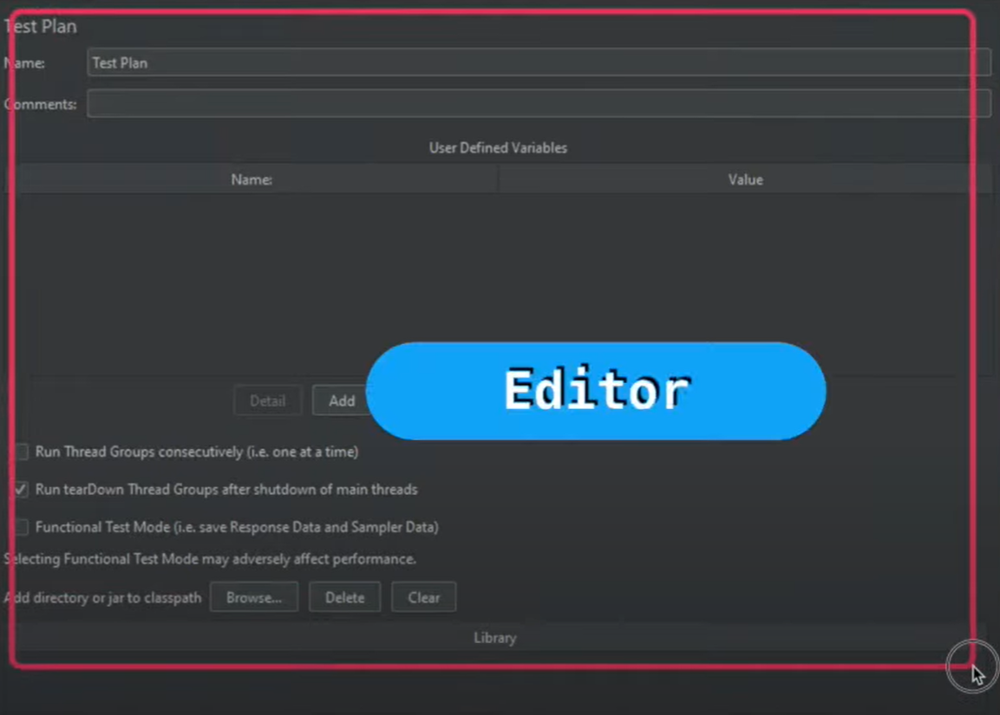 Test Plan
Name: Test Plan
Comments:
User Defined Variables
Name: Value
Detail Add
Editor
Run Thread Groups consecutively (i.e. one at a time)
Run tearDown Thread Groups after shutdown of main threads
Functional Test Mode (i.e. save Response Data and Sampler Data)
Selecting Functional Test Mode may adversely affect performance.
Add directory or jar to classpath Browse... Delete Clear
Library